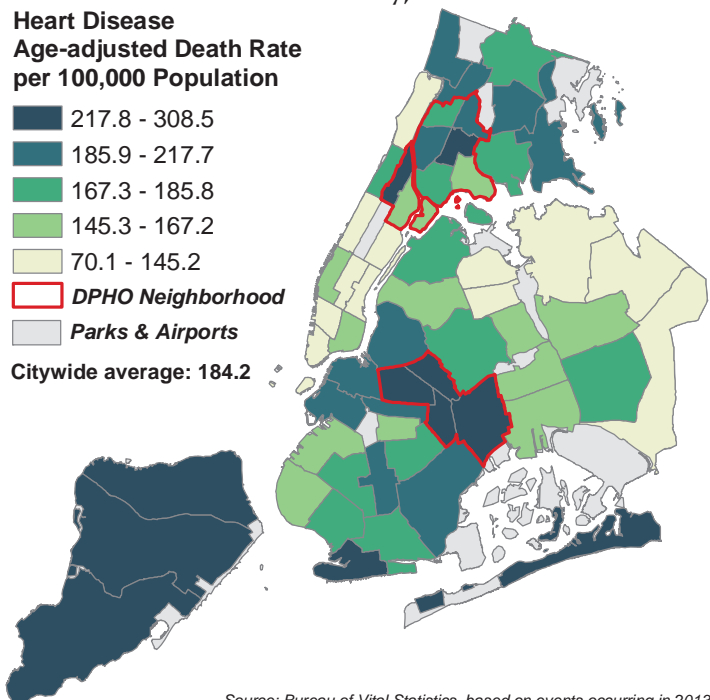 Heart Disease
Age-adjusted Death Rate
per 100,000 Population
217.8 - 308.5
185.9 - 217.7
167.3 - 185.8
145.3 - 167.2
70.1 - 145.2
DPHO Neighborhood
Parks & Airports
Citywide average: 184.2
Source: Bureau of Vital Statistics, based on events occurring in 2013